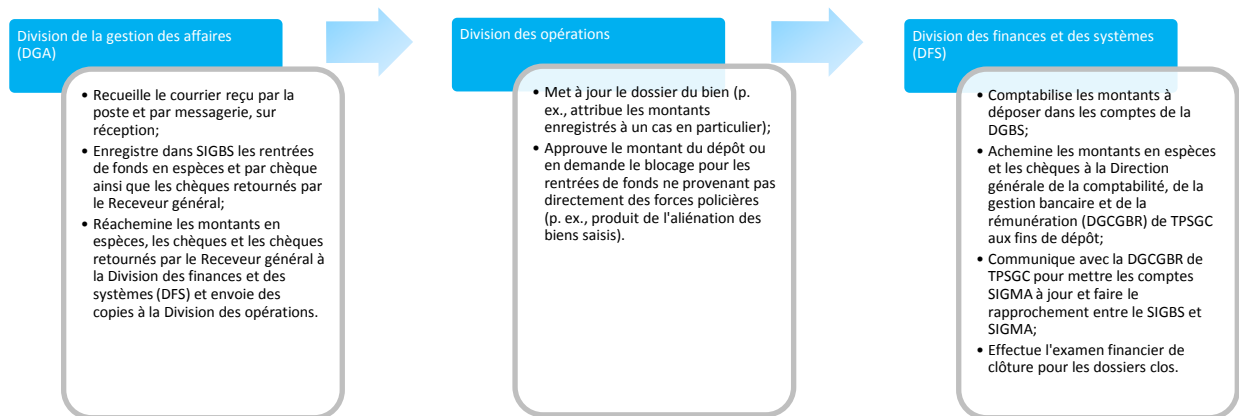 Division de la gestion des affaires
(DGA)
• Recueille le courrier reçu par la
poste et par messagerie, sur
réception;
• Enregistre dans SIGBS les rentrées
de fonds en espèces et par chèque
ainsi que les chèques retournés par
le Receveur général;
• Réachemine les montants en
espèces, les chèques et les chèques
retournés par le Receveur général à
la Division des finances et des
systèmes (DFS) et envoie des
copies à la Division des opérations.
Division des opérations
• Met à jour le dossier du bien (p.
ex., attribue les montants
enregistrés à un cas en particulier);
• Approuve le montant du dépôt ou
en demande le blocage pour les
rentrées de fonds ne provenant pas
directement des forces policières
(p. ex., produit de l'aliénation des
biens saisis).
Division des finances et des systèmes
(DFS)
• Comptabilise les montants à
déposer dans les comptes de la
DGBS;
• Achemine les montants en espèces
et les chèques à la Direction
générale de la comptabilité, de la
gestion bancaire et de la
rémunération (DGCGBR) de TPSGC
aux fins de dépôt;
• Communique avec la DGCGBR de
TPSGC pour mettre les comptes
SIGMA à jour et faire le
rapprochement entre le SIGBS et
SIGMA;
• Effectue l'examen financier de
clôture pour les dossiers clos.